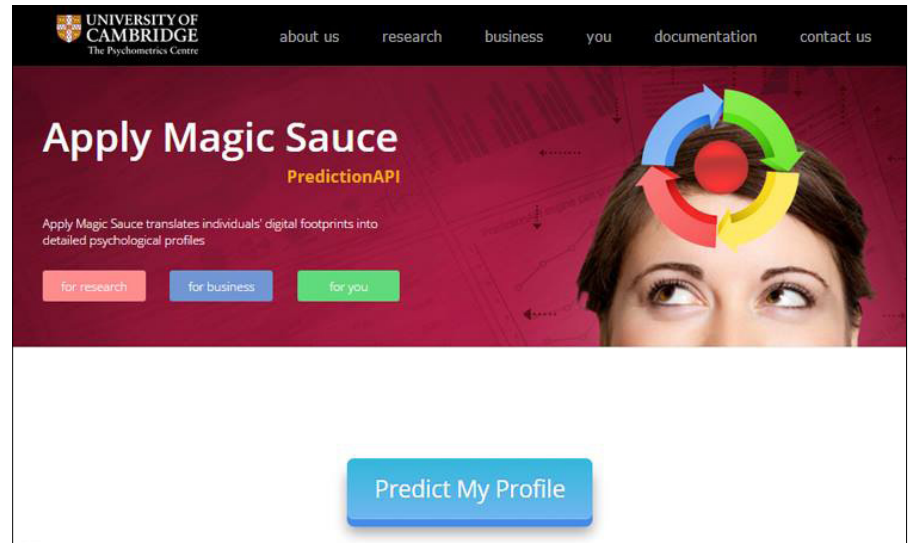 UNIVERSITY OF
CAMBRIDGE
The Psychometrics Centre
about us research business you documentation contact us
Apply Magic Sauce
PredictionAPI
Apply Magic Sauce translates individuals' digital footprints into
detailed psychological profiles
for research for business for you
Predict My Profile